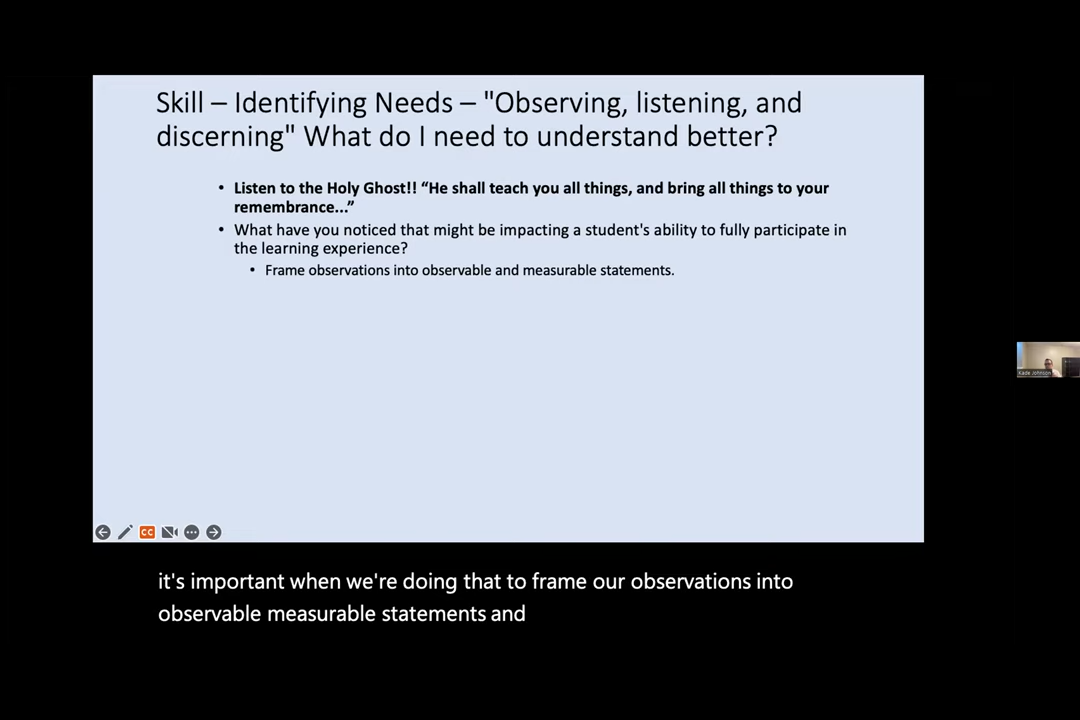 Skill – Identifying Needs – "Observing, listening, and
discerning" What do I need to understand better?
• Listen to the Holy Ghost!! “He shall teach you all things, and bring all things to your
remembrance...”
• What have you noticed that might be impacting a student's ability to fully participate in
the learning experience?
• Frame observations into observable and measurable statements.
Kade Johnson
CC
it's important when we're doing that to frame our observations into
observable measurable statements and